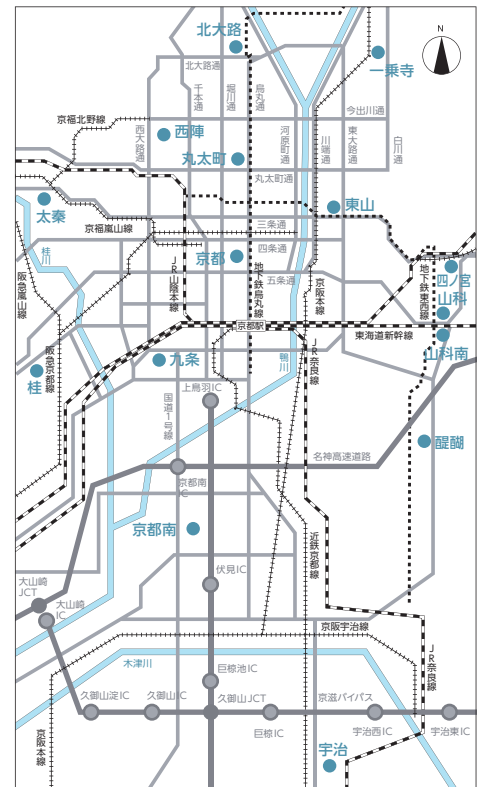 N
北大路
一乗寺
北大路通
千本通
堀川通
烏丸通
今出川通
京福北野線
西大路通
西陣
河原町通
川端通
東大路通
白川通
丸太町
丸太町通
太秦
東山
三条通
京福嵐山線
桂川
四条通
京都
五条通
阪急嵐山線
JR山陰本線
地下鉄烏丸線
京阪本線
地下鉄東西線
四ノ宮
山科
京都駅
東海道新幹線
山科南
阪急京都線
九条
鴨川
JR奈良線
桂
上鳥羽IC
国道1号線
醍醐
名神高速道路
京都南IC
京都南
近鉄京都線
伏見IC
大山崎JCT
大山崎IC
京阪宇治線
木津川
巨椋池IC
JR奈良線
久御山淀IC
久御山IC
久御山JCT
京滋バイパス
京阪本線
巨椋IC
宇治西IC
宇治東IC
宇治